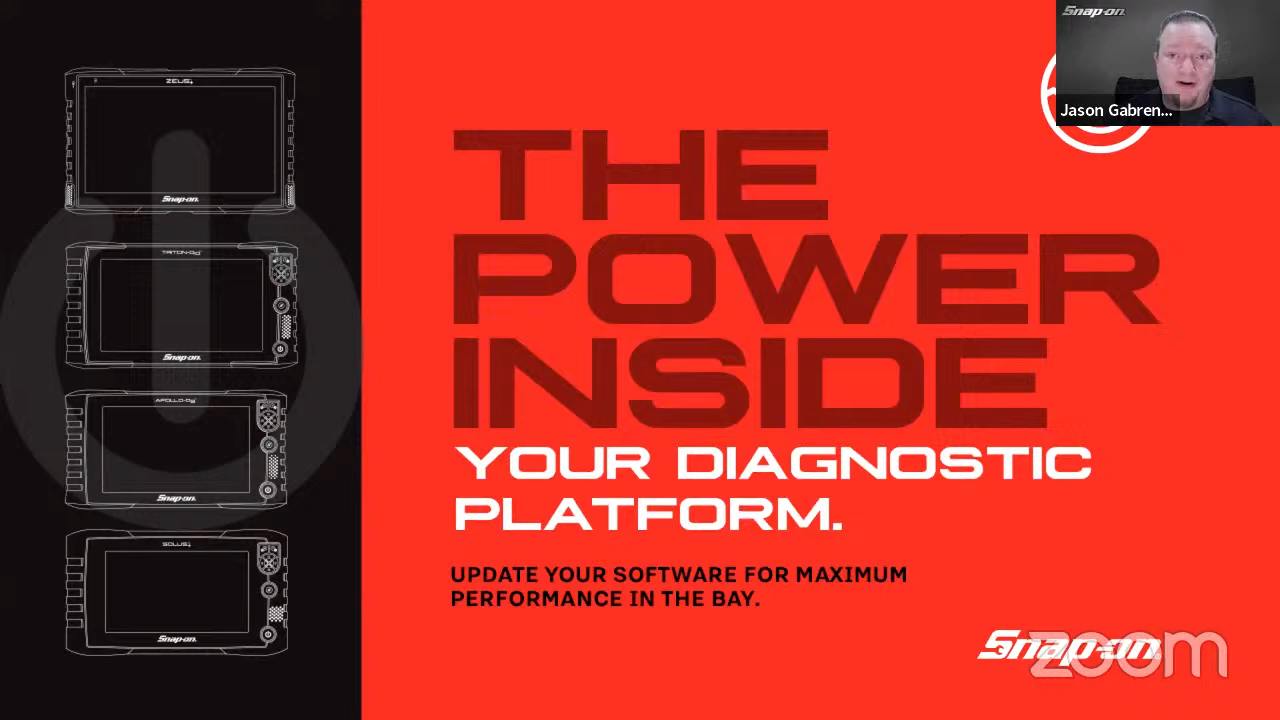 ZEUS+
Snap-on
TRITON-D10
Snap-on
APOLLO-D9
Snap-on
SOLUS+
Snap-on
THE
POWER
INSIDE
YOUR DIAGNOSTIC
PLATFORM.
UPDATE YOUR SOFTWARE FOR MAXIMUM
PERFORMANCE IN THE BAY.
Snap-on
Jason Gabren...
Snap-on
zoom